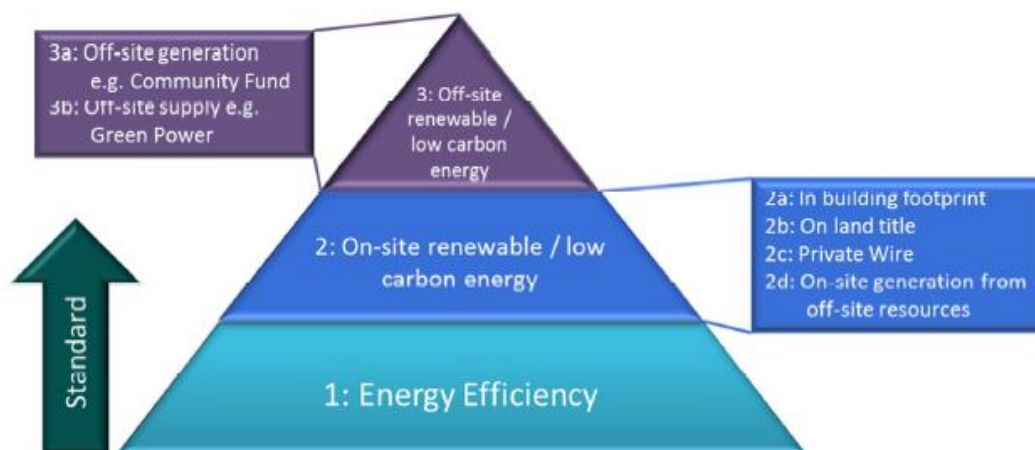 3a: Off-site generation
e.g. Community Fund
3b: Off-site supply e.g.
Green Power
3: Off-site
renewable /
low carbon
energy
2: On-site renewable / low
carbon energy
2a: In building footprint
2b: On land title
2c: Private Wire
2d: On-site generation from
off-site resources
1: Energy Efficiency
Standard